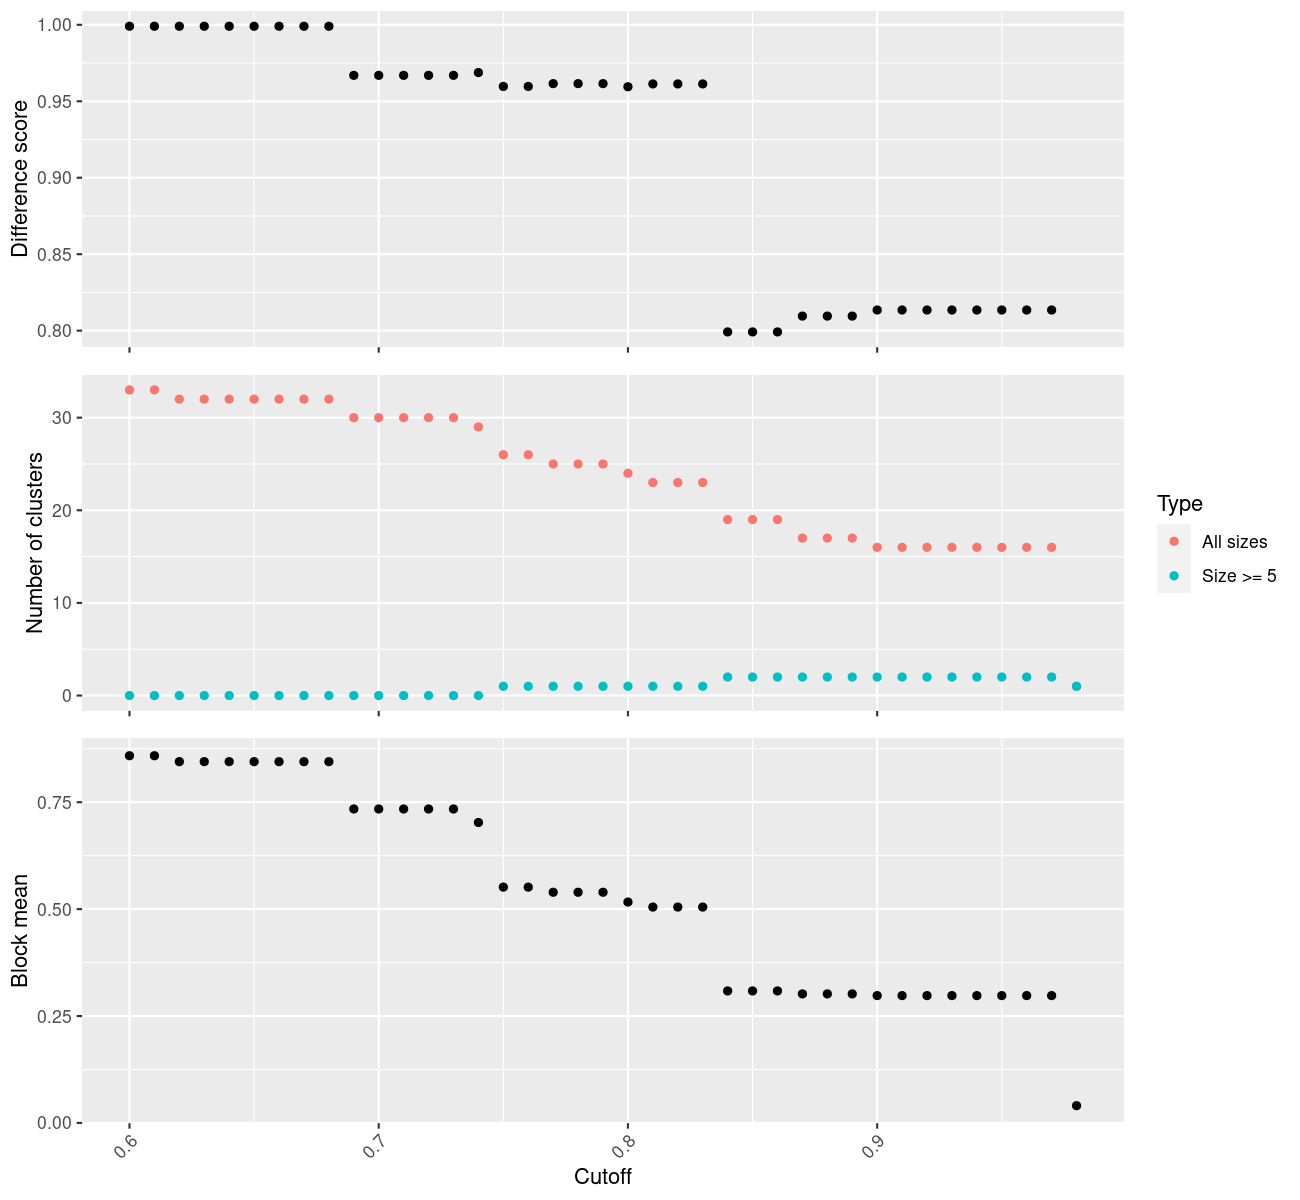 Difference score
1.00
0.95
0.90
0.85
0.80
Number of clusters
30
20
10
0
Type
All sizes
Size >= 5
Block mean
0.75
0.50
0.25
0.00
0.6 0.7 0.8 0.9
Cutoff